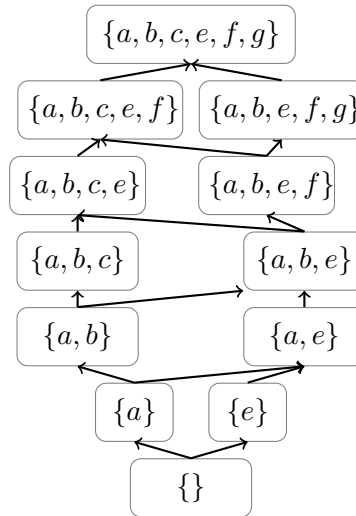 {a, b, c, e, f, g}
{a, b, c, e, f} {a, b, e, f, g}
{a, b, c, e} {a, b, e, f}
{a, b, c} {a, b, e}
{a, b} {a, e}
{a} {e}
{}